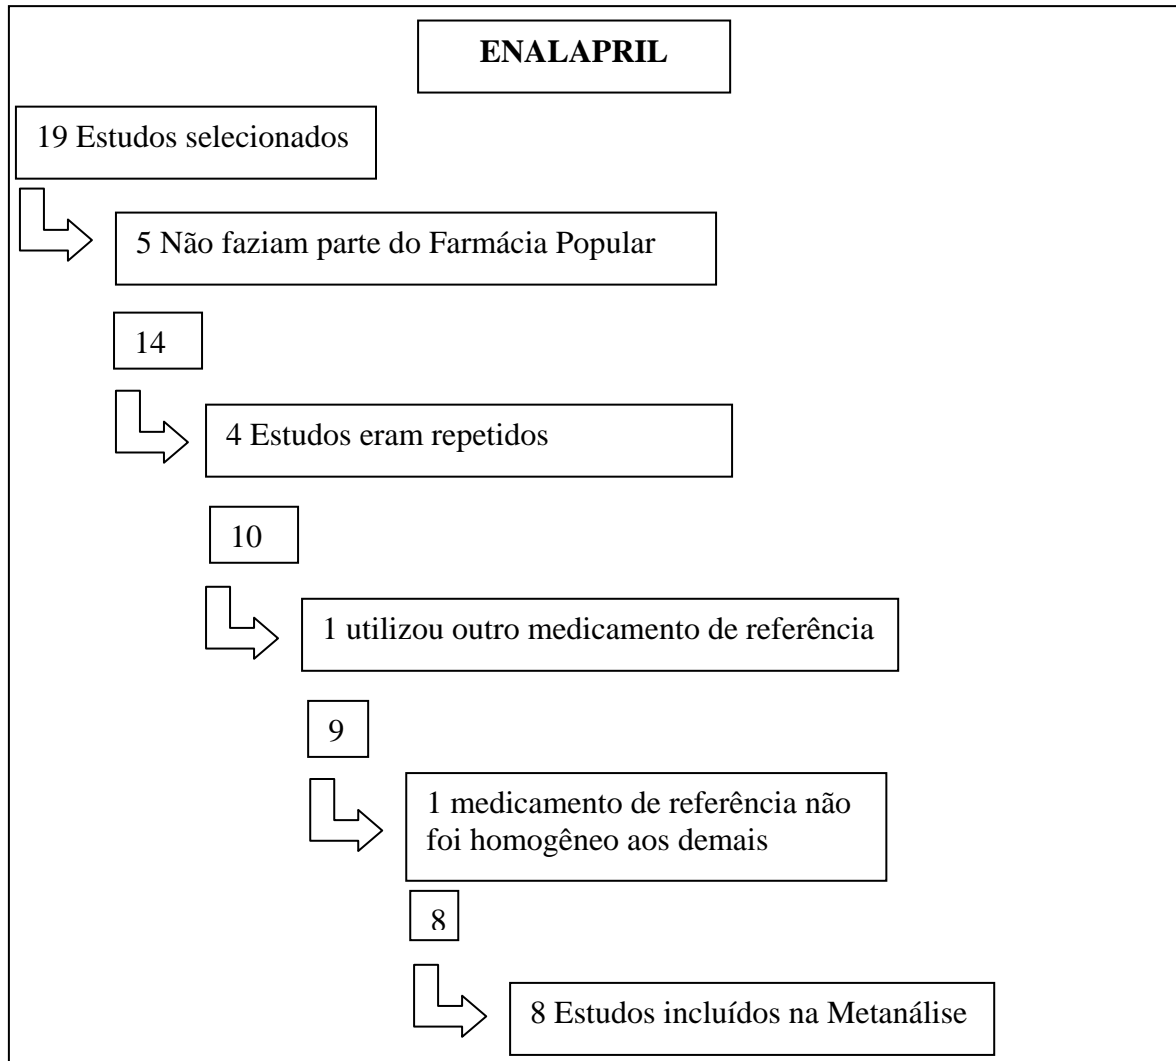 ENALAPRIL
19 Estudos selecionados
5 Não faziam parte do Farmácia Popular
14
4 Estudos eram repetidos
10
1 utilizou outro medicamento de referência
9
1 medicamento de referência não
foi homogêneo aos demais
8
8 Estudos incluídos na Metanálise